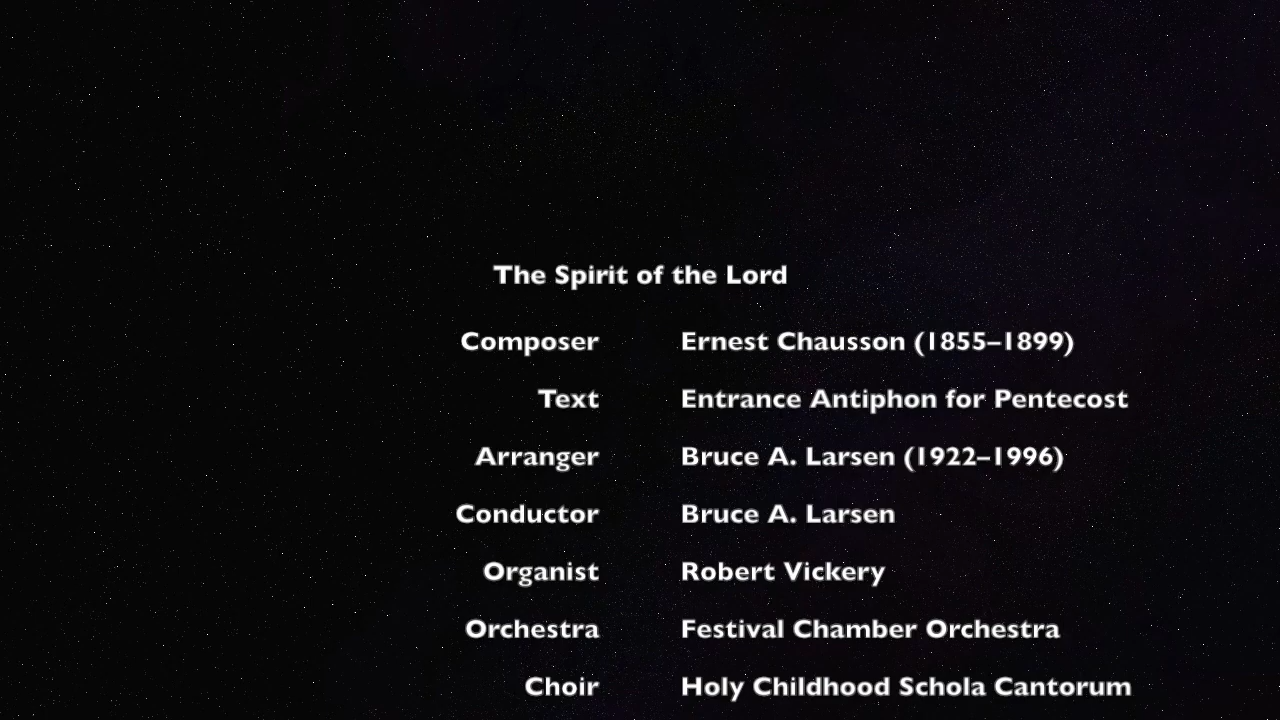 The Spirit of the Lord
Composer Ernest Chausson (1855–1899)
Text Entrance Antiphon for Pentecost
Arranger Bruce A. Larsen (1922–1996)
Conductor Bruce A. Larsen
Organist Robert Vickery
Orchestra Festival Chamber Orchestra
Choir Holy Childhood Schola Cantorum